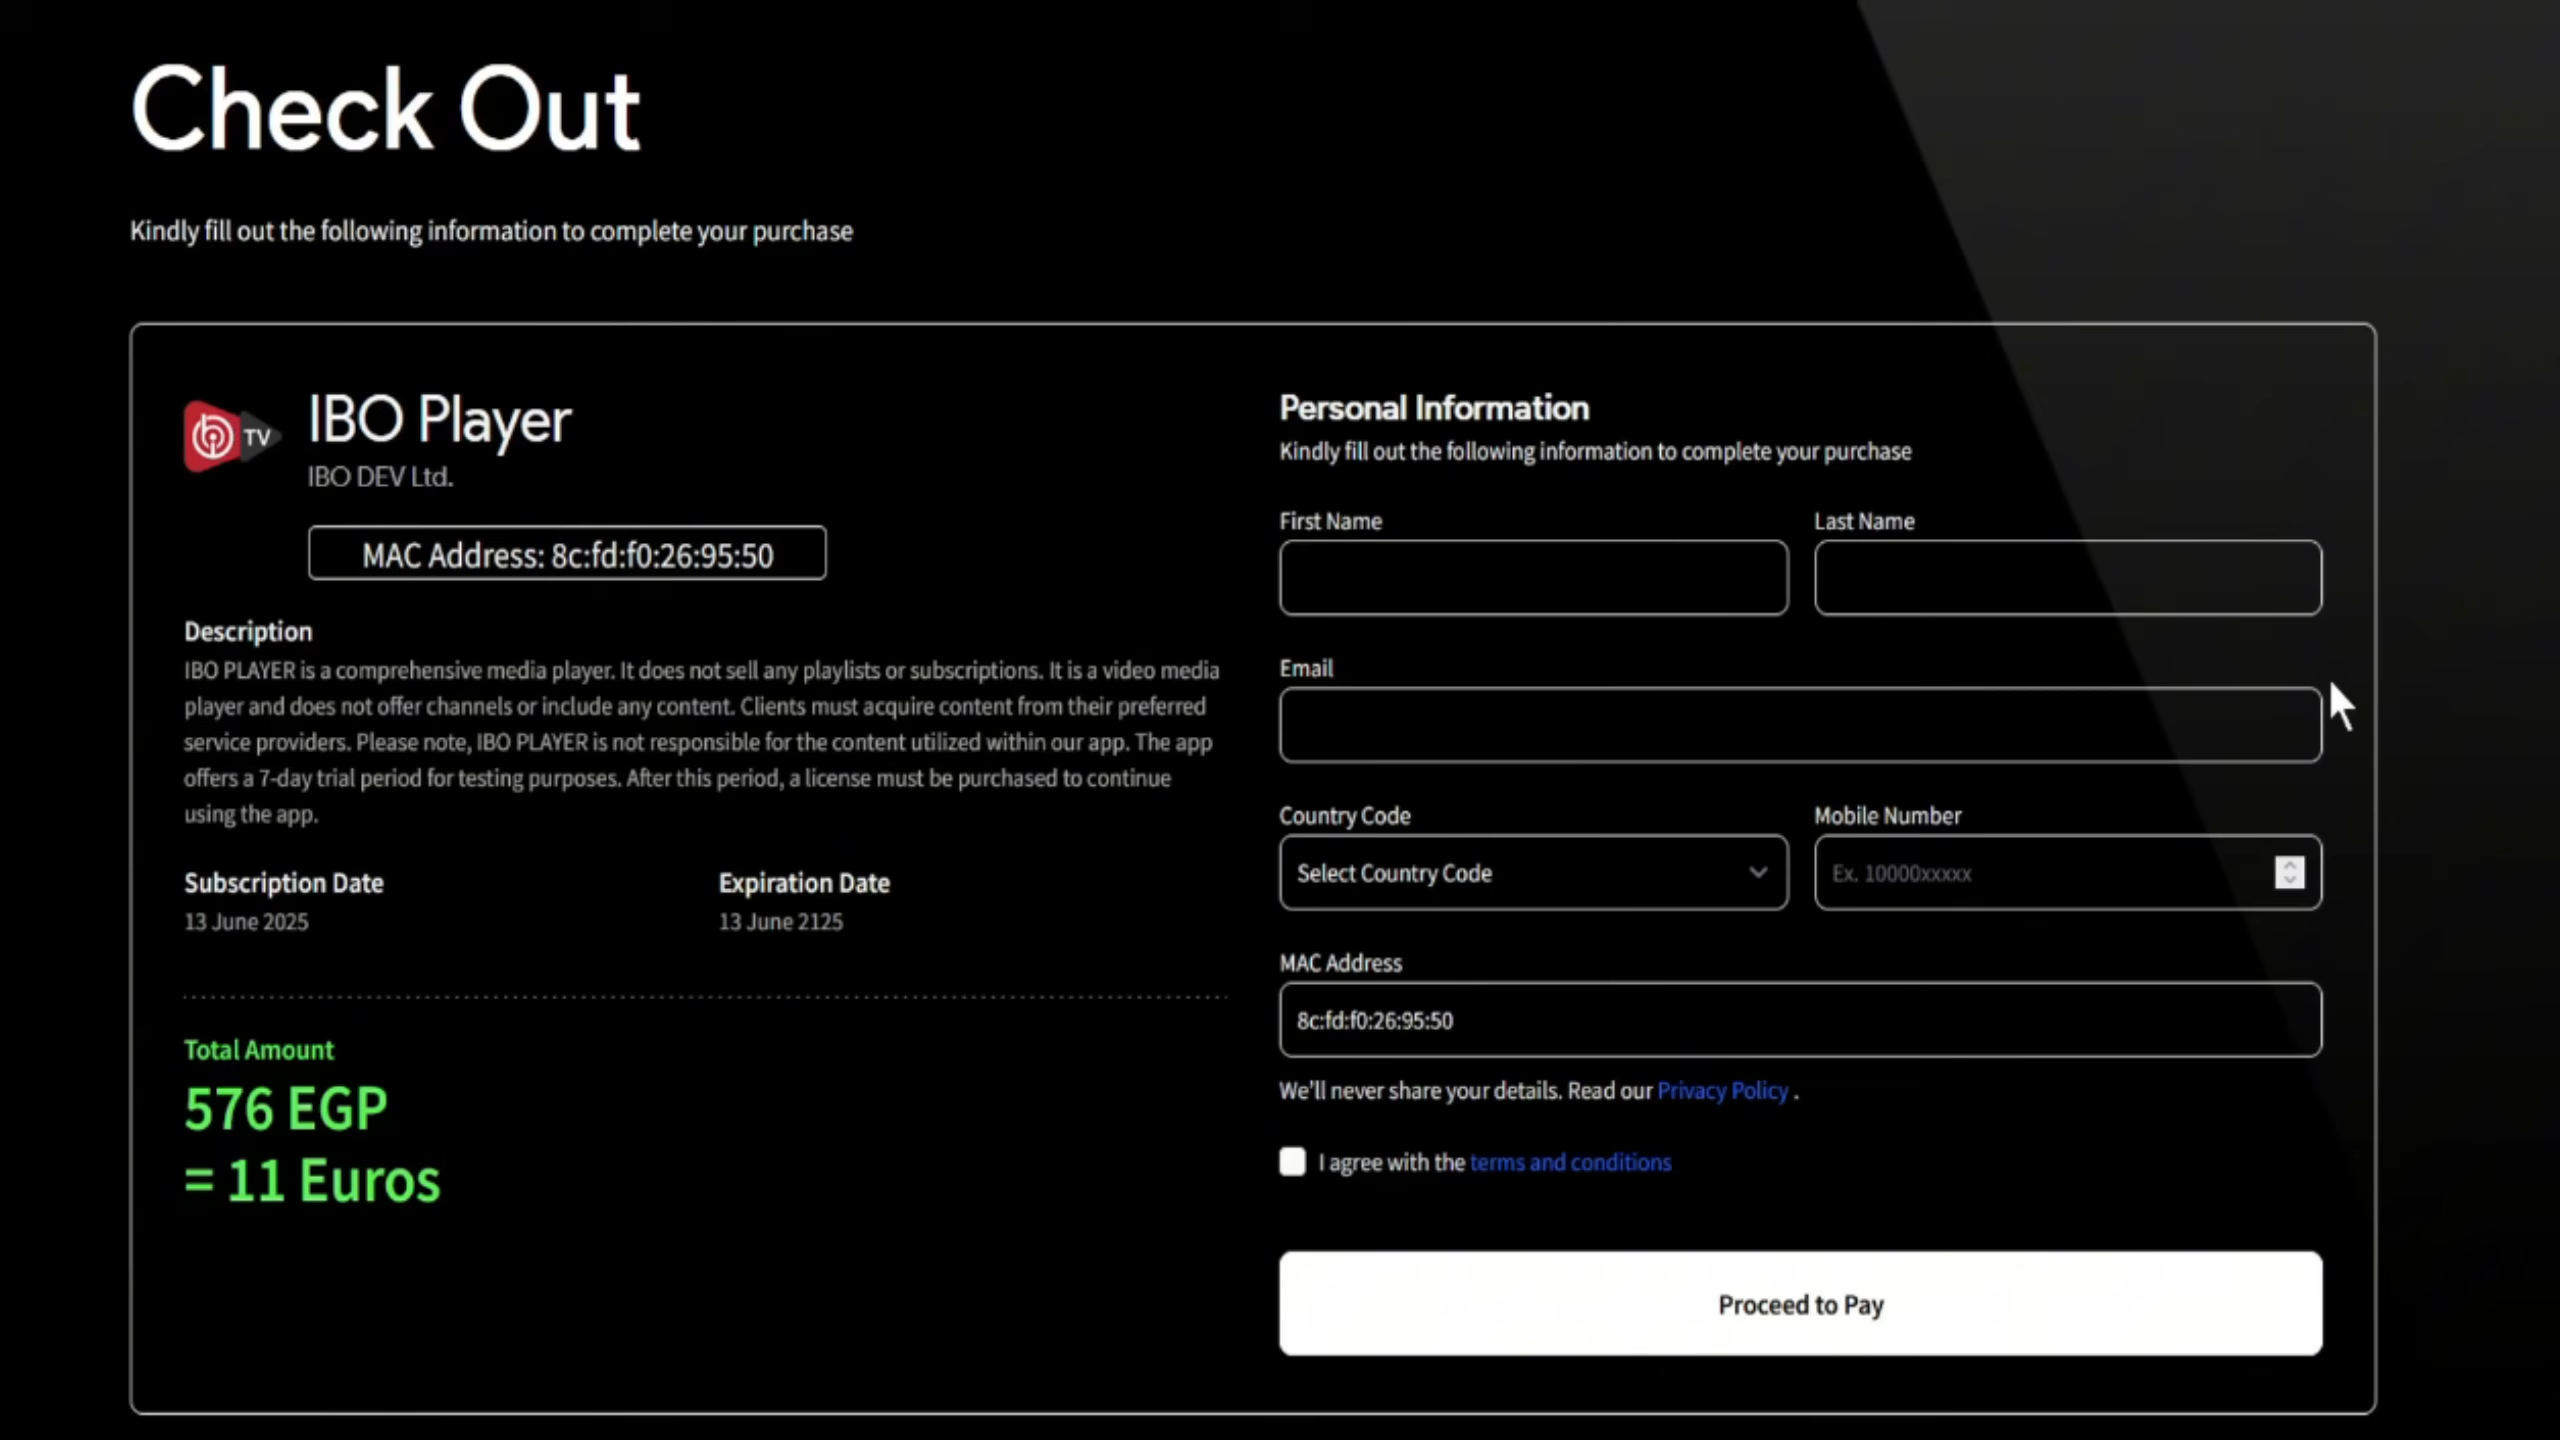 Check Out
Kindly fill out the following information to complete your purchase
TV
IBO Player
IBO DEV Ltd.
MAC Address: 8c:fd:f0:26:95:50
Description
IBO PLAYER is a comprehensive media player. It does not sell any playlists or subscriptions. It is a video media
player and does not offer channels or include any content. Clients must acquire content from their preferred
service providers. Please note, IBO PLAYER is not responsible for the content utilized within our app. The app
offers a 7-day trial period for testing purposes. After this period, a license must be purchased to continue
using the app.
Subscription Date
13 June 2025
Expiration Date
13 June 2125
Total Amount
576 EGP
= 11 Euros
Personal Information
Kindly fill out the following information to complete your purchase
First Name
Last Name
Email
Country Code
Select Country Code
Mobile Number
Ex. 10000xxxxx
MAC Address
8c:fd:f0:26:95:50
We'll never share your details. Read our Privacy Policy .
I agree with the terms and conditions
Proceed to Pay